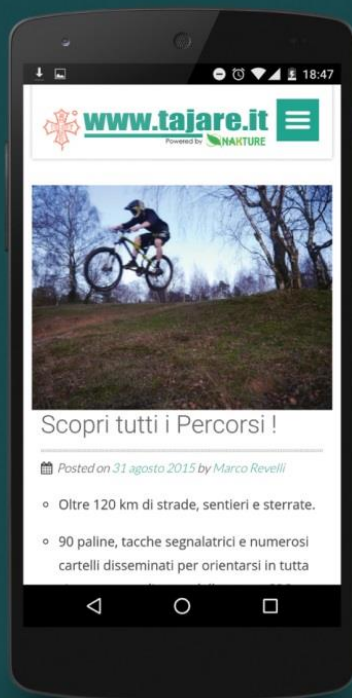 18:47
www.tajare.it
Powered by NAKTURE
Scopri tutti i Percorsi !
Posted on 31 agosto 2015 by Marco Revelli
Oltre 120 km di strade, sentieri e sterrate.
90 paline, tacche segnalatrici e numerosi
cartelli disseminati per orientarsi in tutta